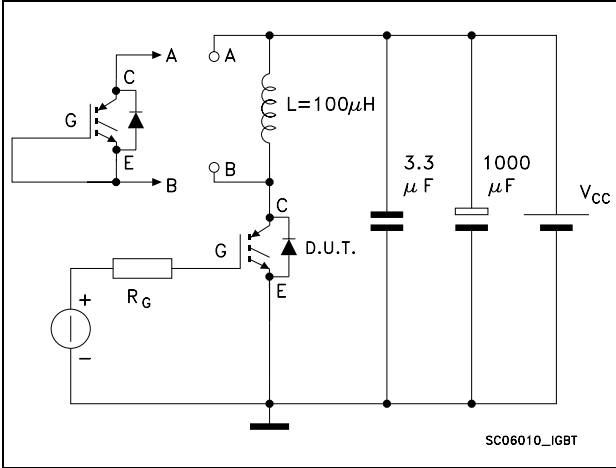 A
A
C
G
L=100μH
E
B
B
3.3
μF
1000
μF
VCC
C
G
D.U.T.
E
RG
+
−
SC06010_IGBT